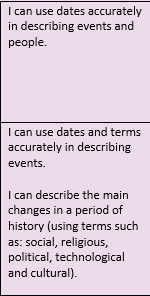 I can use dates accurately
in describing events and
people.
I can use dates and terms
accurately in describing
events.
I can describe the main
changes in a period of
history (using terms such
as: social, religious,
political, technological
and cultural).